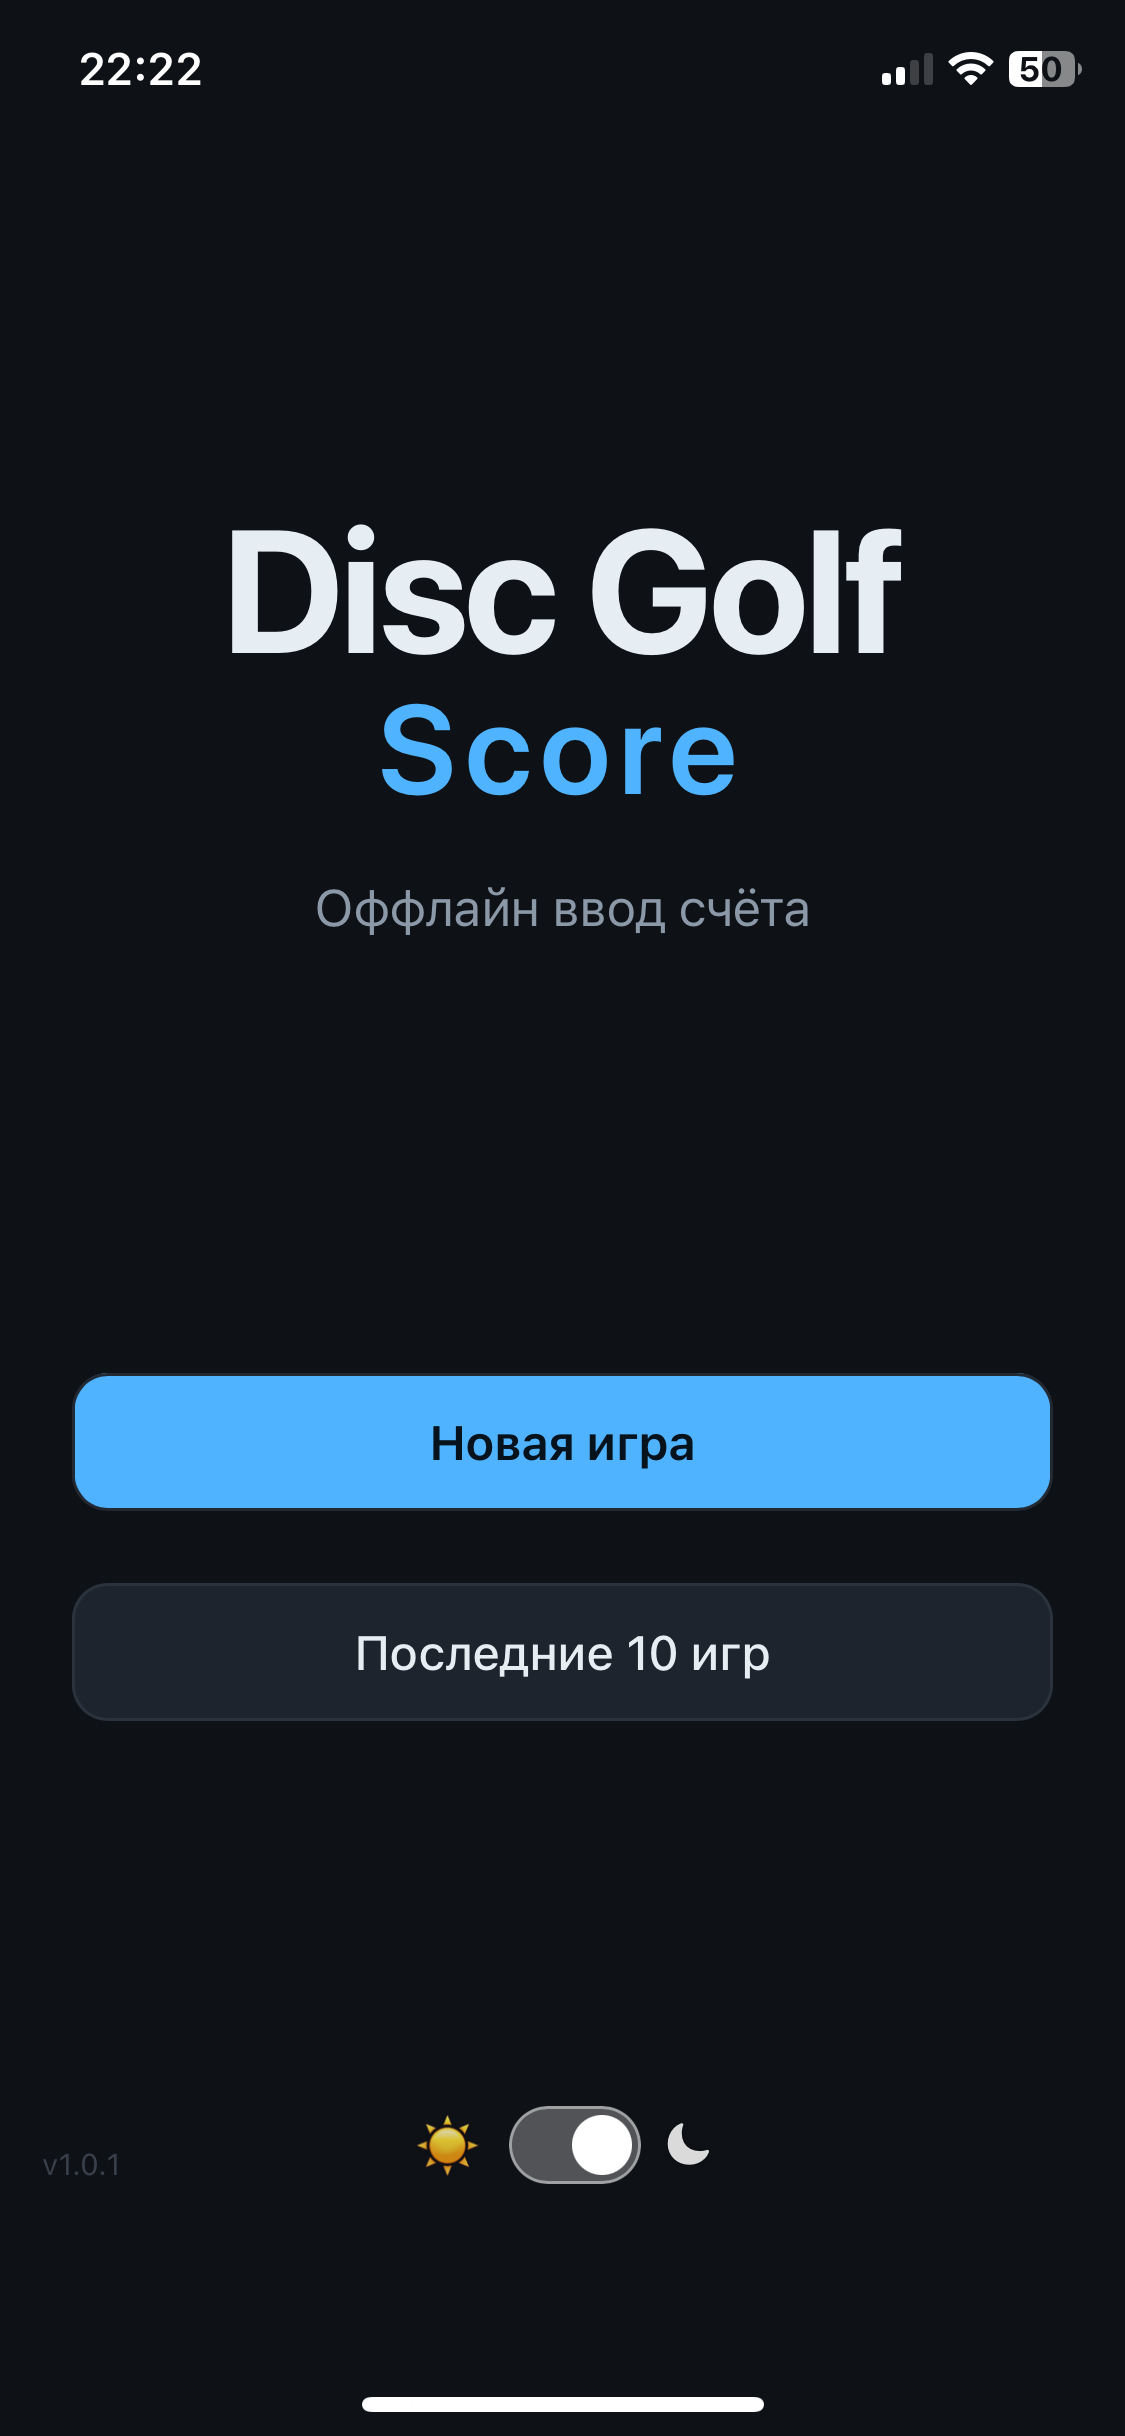 22:22
50
Disc Golf
Score
Оффлайн ввод счёта
Новая игра
Последние 10 игр
v1.0.1